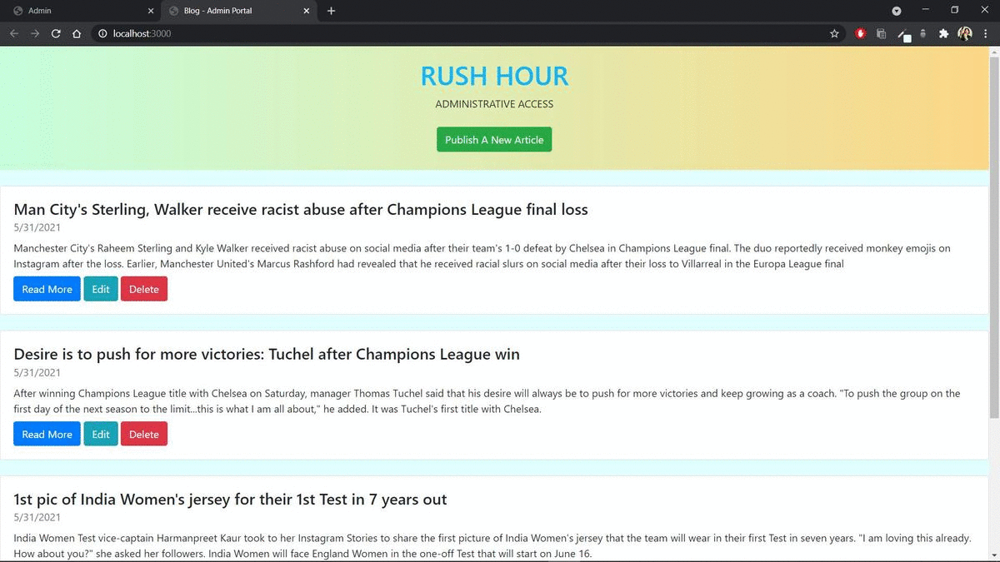 Admin
Blog - Admin Portal
localhost:3000
RUSH HOUR
ADMINISTRATIVE ACCESS
Publish A New Article
Man City's Sterling, Walker receive racist abuse after Champions League final loss
5/31/2021
Manchester City's Raheem Sterling and Kyle Walker received racist abuse on social media after their team's 1-0 defeat by Chelsea in Champions League final. The duo reportedly received monkey emojis on
Instagram after the loss. Earlier, Manchester United's Marcus Rashford had revealed that he received racial slurs on social media after their loss to Villarreal in the Europa League final
Read More Edit Delete
Desire is to push for more victories: Tuchel after Champions League win
5/31/2021
After winning Champions League title with Chelsea on Saturday, manager Thomas Tuchel said that his desire will always be to push for more victories and keep growing as a coach. "To push the group on the
first day of the next season to the limit...this is what I am all about," he added. It was Tuchel's first title with Chelsea.
Read More Edit Delete
1st pic of India Women's jersey for their 1st Test in 7 years out
5/31/2021
India Women Test vice-captain Harmanpreet Kaur took to her Instagram Stories to share the first picture of India Women's jersey that the team will wear in their first Test in seven years. "I am loving this already.
How about you?" she asked her followers. India Women will face England Women in the one-off Test that will start on June 16.